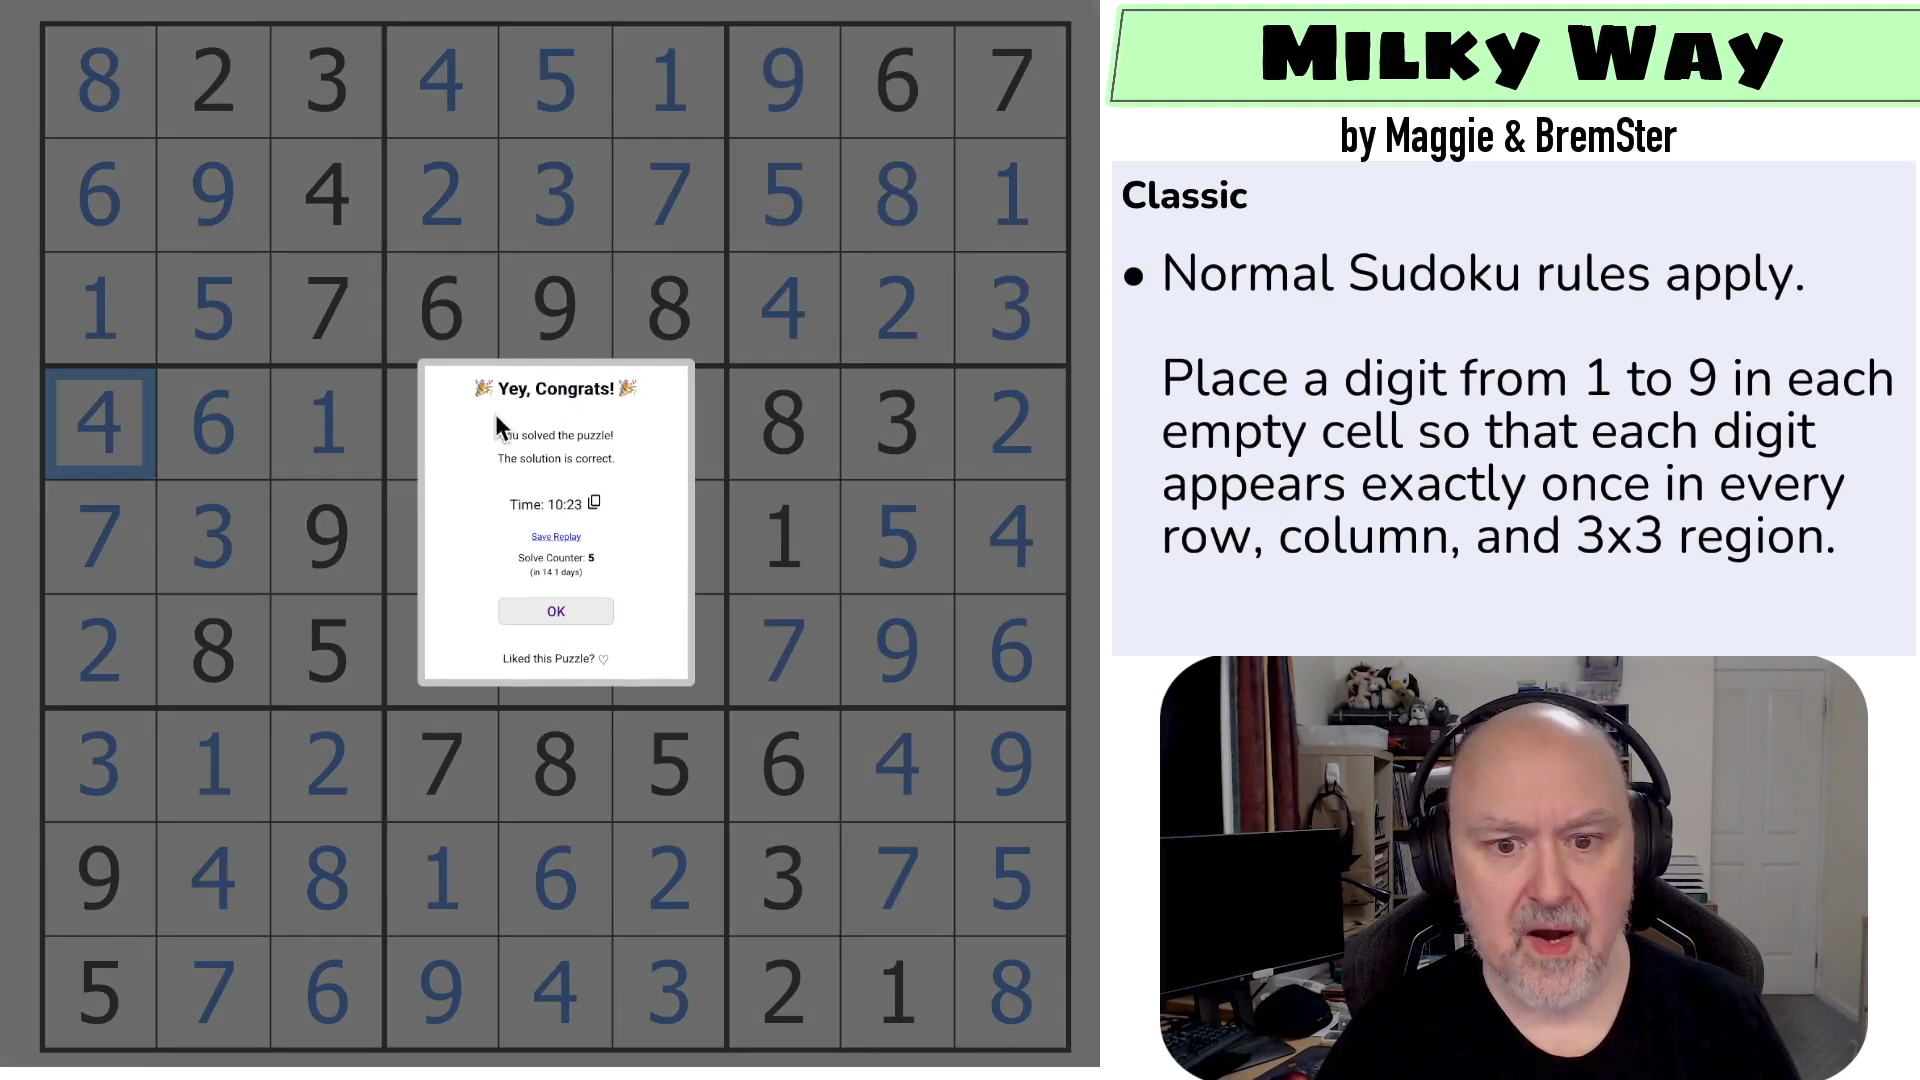 Milky Way
by Maggie & BremSter
Classic
• Normal Sudoku rules apply.
Place a digit from 1 to 9 in each
empty cell so that each digit
appears exactly once in every
row, column, and 3x3 region.
8 2 3 4 5 1 9 6 7
6 9 4 2 3 7 5 8 1
1 5 7 6 9 8 4 2 3
4 6 1 8 3 2
7 3 9 1 5 4
2 8 5 7 9 6
3 1 2 7 8 5 6 4 9
9 4 8 1 6 2 3 7 5
5 7 6 9 4 3 2 1 8
🎉 Yey, Congrats! 🎉
solved the puzzle!
The solution is correct.
Time: 10:23
Save Replay
Solve Counter: 5
(in 14 1 days)
OK
Liked this Puzzle? ♡